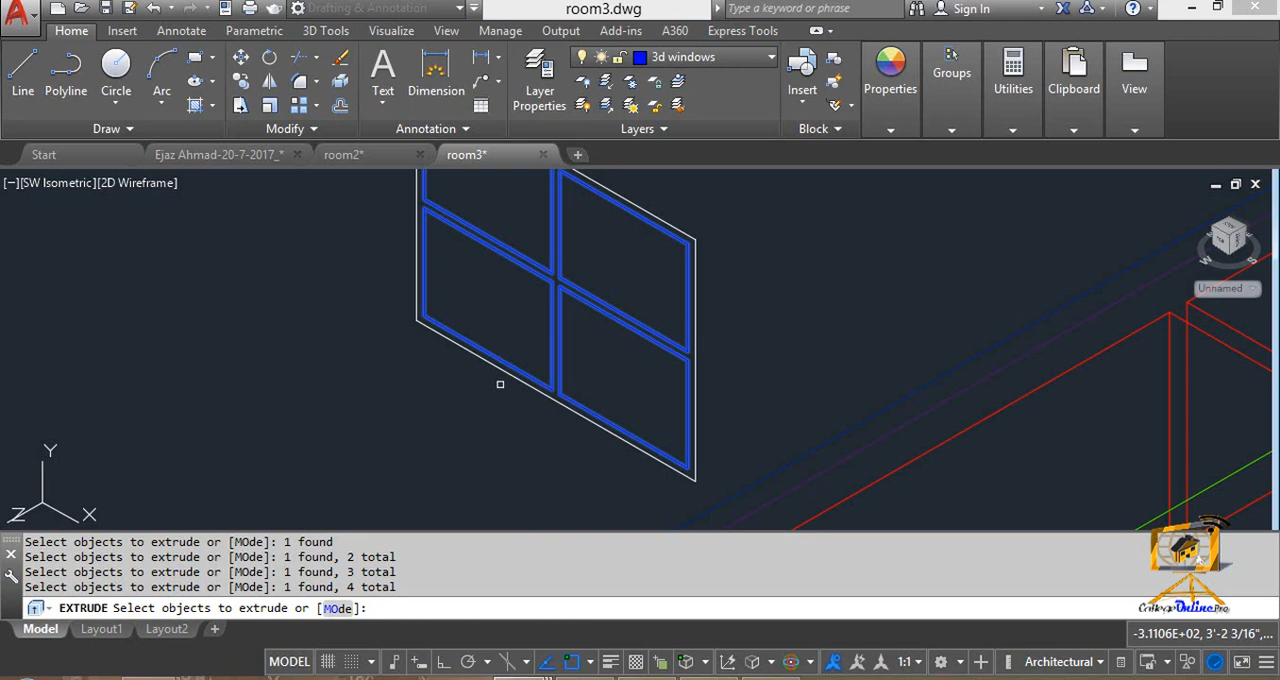 Drafting & Annotation
room3.dwg
Type a keyword or phrase
Sign In
Home Insert Annotate Parametric 3D Tools Visualize View Manage Output Add-ins A360 Express Tools
3d windows
Line Polyline Circle Arc
Text Dimension
Layer Properties
Insert
Properties Groups Utilities Clipboard View
Draw Modify Annotation Layers Block
Start Ejaz Ahmad-20-7-2017_* room2* room3*
[−][SW Isometric][2D Wireframe]
W S
Unnamed
Y
Z X
Select objects to extrude or [MOde]: 1 found
Select objects to extrude or [MOde]: 1 found, 2 total
Select objects to extrude or [MOde]: 1 found, 3 total
Select objects to extrude or [MOde]: 1 found, 4 total
EXTRUDE Select objects to extrude or [MOde]:
College Online Pro
Model Layout1 Layout2
-3.1106E+02, 3'-2 3/16",...
MODEL 1:1 Architectural